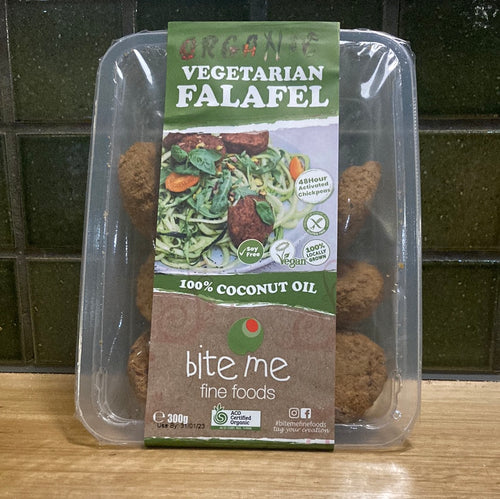 ORGANIC
VEGETARIAN
FALAFEL
48Hour
Activated
Chickpeas
Soy
Free
Vegan
100%
LOCALLY
GROWN
100% COCONUT OIL
bite me
fine foods
e 300g
Use By: 31/01/23
ACO
Certified
Organic
#bitemefinefoods
tag your creation